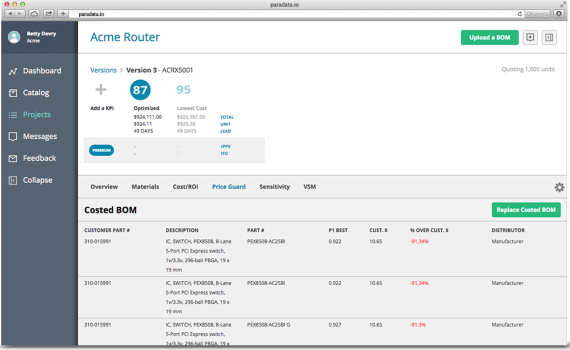 paradata.io
paradata.io
Betty Devry
Acme
Dashboard
Catalog
Projects
Messages
Feedback
Collapse
Acme Router
Upload a BOM
Versions > Version 3 - ACRX5001
Quoting 1,000 units
+ 87 95
Add a KPI Optimized Lowest Cost
$924,111.00 $925,357.00 TOTAL
$924.11 $925.36 UNIT
49 DAYS 49 DAYS LEAD
PREMIUM - - rPPV
- - ITO
Overview Materials Cost/ROI Price Guard Sensitivity VSM
Costed BOM
Replace Costed BOM
CUSTOMER PART # DESCRIPTION PART # P1 BEST CUST. $ % OVER CUST. $ DISTRIBUTOR
310-015991 IC, SWITCH, PEX8508, 8-Lane PEX8508-AC25BI 0.922 10.65 -91.34% Manufacturer
5-Port PCI Express switch,
1v/3.3v, 296-ball PBGA, 19 x
19 mm
310-015991 IC, SWITCH, PEX8508, 8-Lane PEX8508-AC25BI 0.922 10.65 -91.34% Manufacturer
5-Port PCI Express switch,
1v/3.3v, 296-ball PBGA, 19 x
19 mm
310-015991 IC, SWITCH, PEX8508, 8-Lane PEX8508-AC25BI G 0.927 10.65 -91.3% Manufacturer
5-Port PCI Express switch,
1v/3.3v, 296-ball PBGA, 19 x